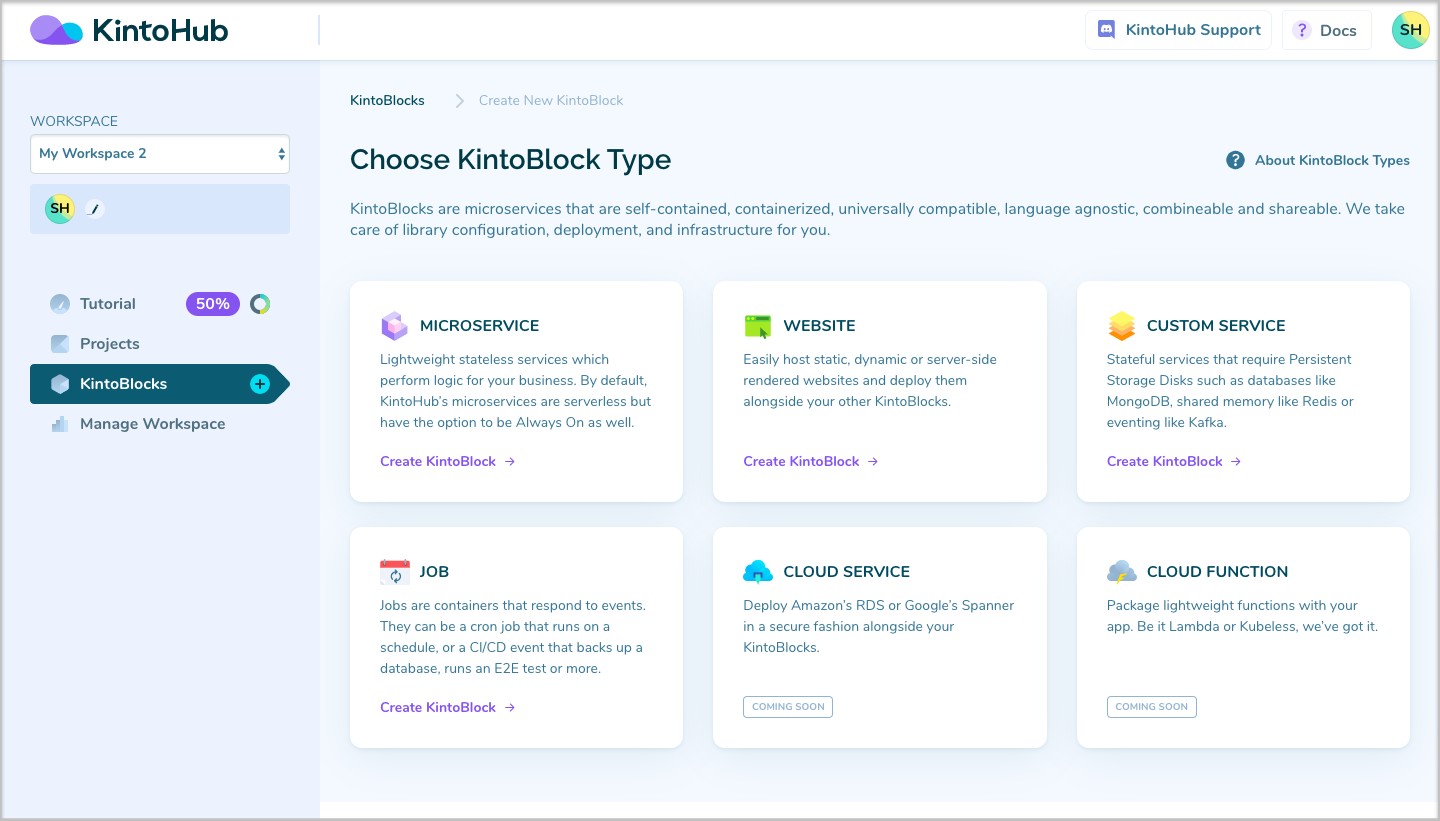 KintoHub
KintoHub Support
? Docs
SH
WORKSPACE
My Workspace 2
SH
Tutorial 50%
Projects
KintoBlocks +
Manage Workspace
KintoBlocks Create New KintoBlock
Choose KintoBlock Type
? About KintoBlock Types
KintoBlocks are microservices that are self-contained, containerized, universally compatible, language agnostic, combineable and shareable. We take
care of library configuration, deployment, and infrastructure for you.
MICROSERVICE
Lightweight stateless services which
perform logic for your business. By default,
KintoHub's microservices are serverless but
have the option to be Always On as well.
Create KintoBlock →
WEBSITE
Easily host static, dynamic or server-side
rendered websites and deploy them
alongside your other KintoBlocks.
Create KintoBlock →
CUSTOM SERVICE
Stateful services that require Persistent
Storage Disks such as databases like
MongoDB, shared memory like Redis or
eventing like Kafka.
Create KintoBlock →
JOB
Jobs are containers that respond to events.
They can be a cron job that runs on a
schedule, or a CI/CD event that backs up a
database, runs an E2E test or more.
Create KintoBlock →
CLOUD SERVICE
Deploy Amazon's RDS or Google's Spanner
in a secure fashion alongside your
KintoBlocks.
COMING SOON
CLOUD FUNCTION
Package lightweight functions with your
app. Be it Lambda or Kubeless, we've got it.
COMING SOON